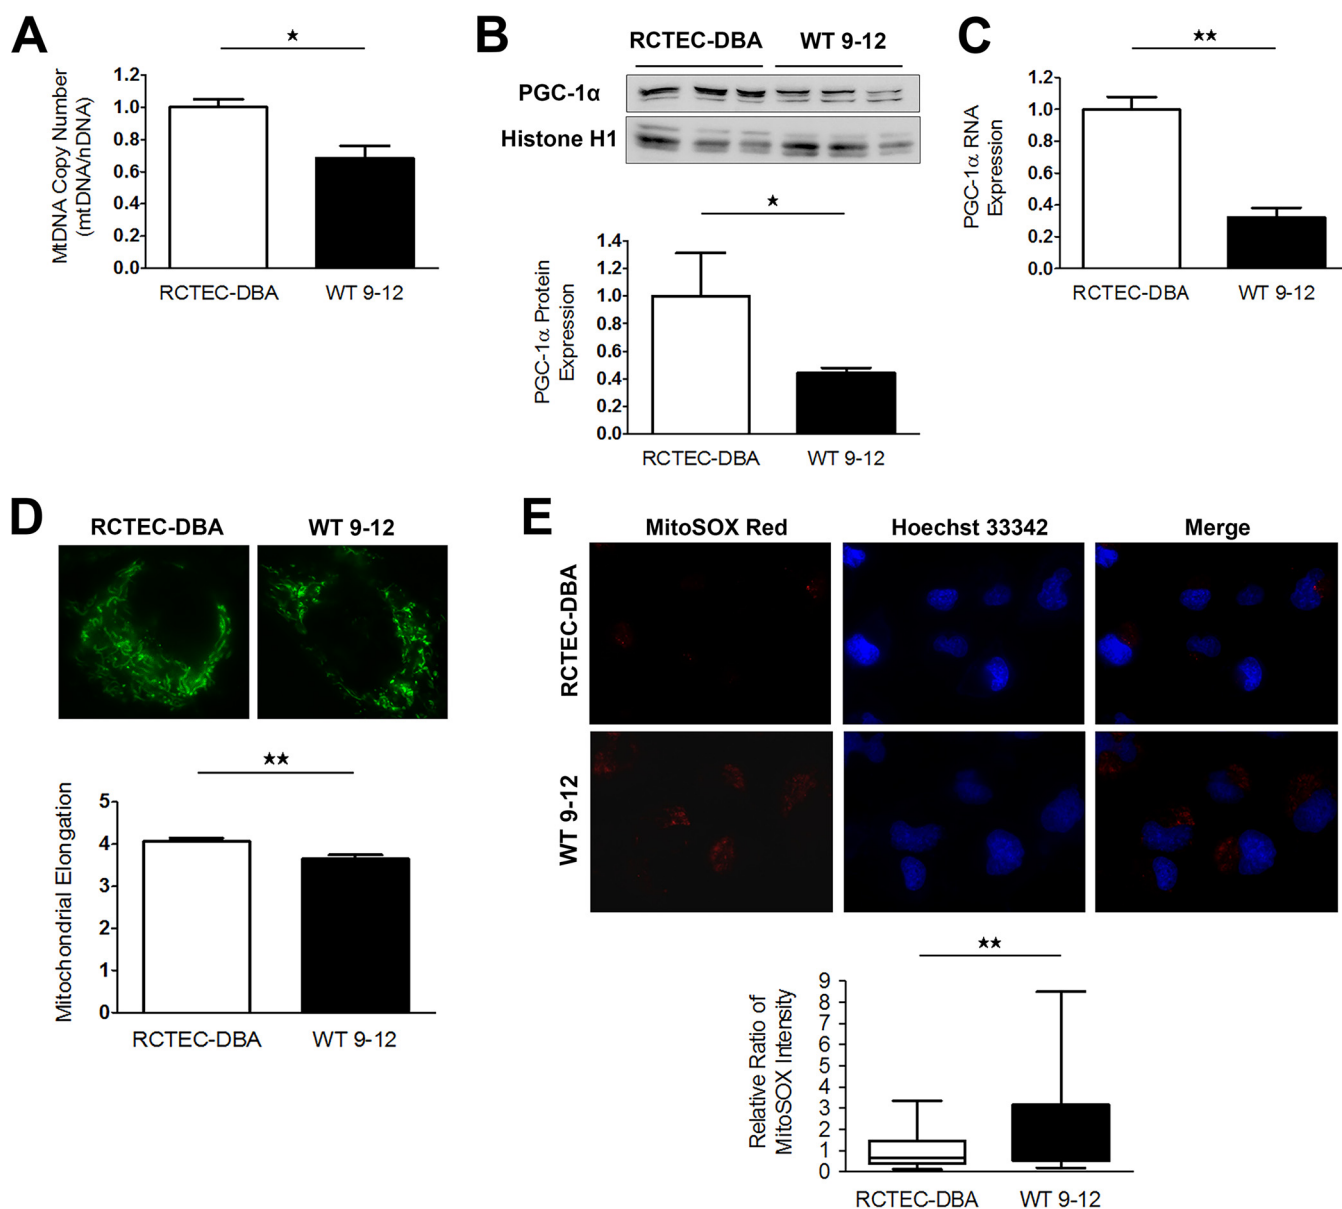 A
★
MtDNA Copy Number
(mtDNA/nDNA)
1.2
1.0
0.8
0.6
0.4
0.2
0.0
RCTEC-DBA WT 9-12
B
RCTEC-DBA WT 9-12
PGC-1α
Histone H1
★
PGC-1α Protein
Expression
1.4
1.2
1.0
0.8
0.6
0.4
0.2
0.0
RCTEC-DBA WT 9-12
C
★★
PGC-1α RNA
Expression
1.2
1.0
0.8
0.6
0.4
0.2
0.0
RCTEC-DBA WT 9-12
D
RCTEC-DBA WT 9-12
★★
Mitochondrial Elongation
5
4
3
2
1
0
RCTEC-DBA WT 9-12
E
MitoSOX Red Hoechst 33342 Merge
RCTEC-DBA
WT 9-12
★★
Relative Ratio of
MitoSOX Intensity
9
8
7
6
5
4
3
2
1
0
RCTEC-DBA WT 9-12